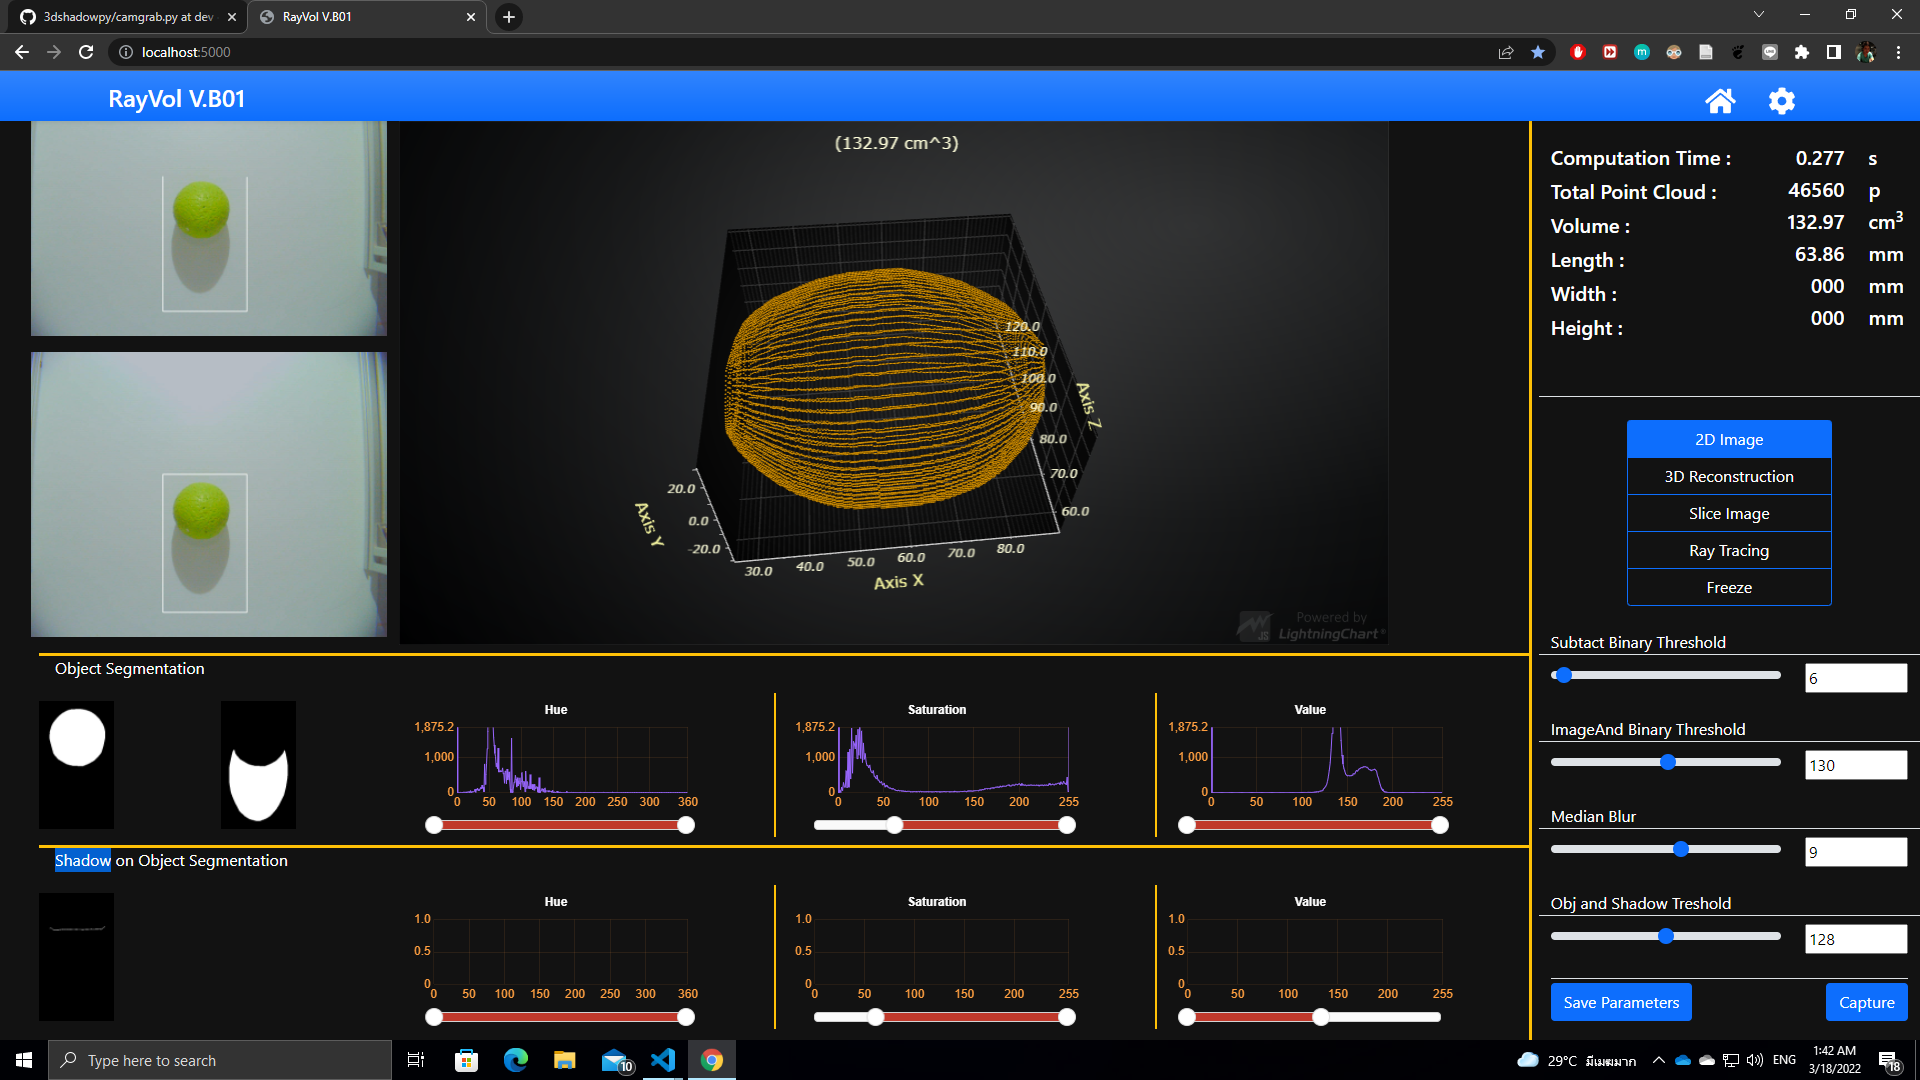 3dshadowpy/camgrab.py at dev
RayVol V.B01
localhost:5000
RayVol V.B01
(132.97 cm^3)
120.0
110.0
100.0
90.0
80.0
70.0
60.0
Axis Z
20.0
0.0
-20.0
Axis Y
30.0 40.0 50.0 60.0 70.0 80.0
Axis X
Powered by
LightningChart®
JS
Computation Time : 0.277 s
Total Point Cloud : 46560 p
Volume : 132.97 cm3
Length : 63.86 mm
Width : 000 mm
Height : 000 mm
2D Image
3D Reconstruction
Slice Image
Ray Tracing
Freeze
Subtact Binary Threshold
6
ImageAnd Binary Threshold
130
Median Blur
9
Obj and Shadow Treshold
128
Save Parameters Capture
Object Segmentation
Hue
1,875.2
1,000
0
0 50 100 150 200 250 300 360
Saturation
1,875.2
1,000
0
0 50 100 150 200 255
Value
1,875.2
1,000
0
0 50 100 150 200 255
Shadow on Object Segmentation
Hue
1.0
0.5
0
0 50 100 150 200 250 300 360
Saturation
1.0
0.5
0
0 50 100 150 200 255
Value
1.0
0.5
0
0 50 100 150 200 255
Type here to search
10
29°C มีเมฆมาก
ENG
1:42 AM
3/18/2022
18